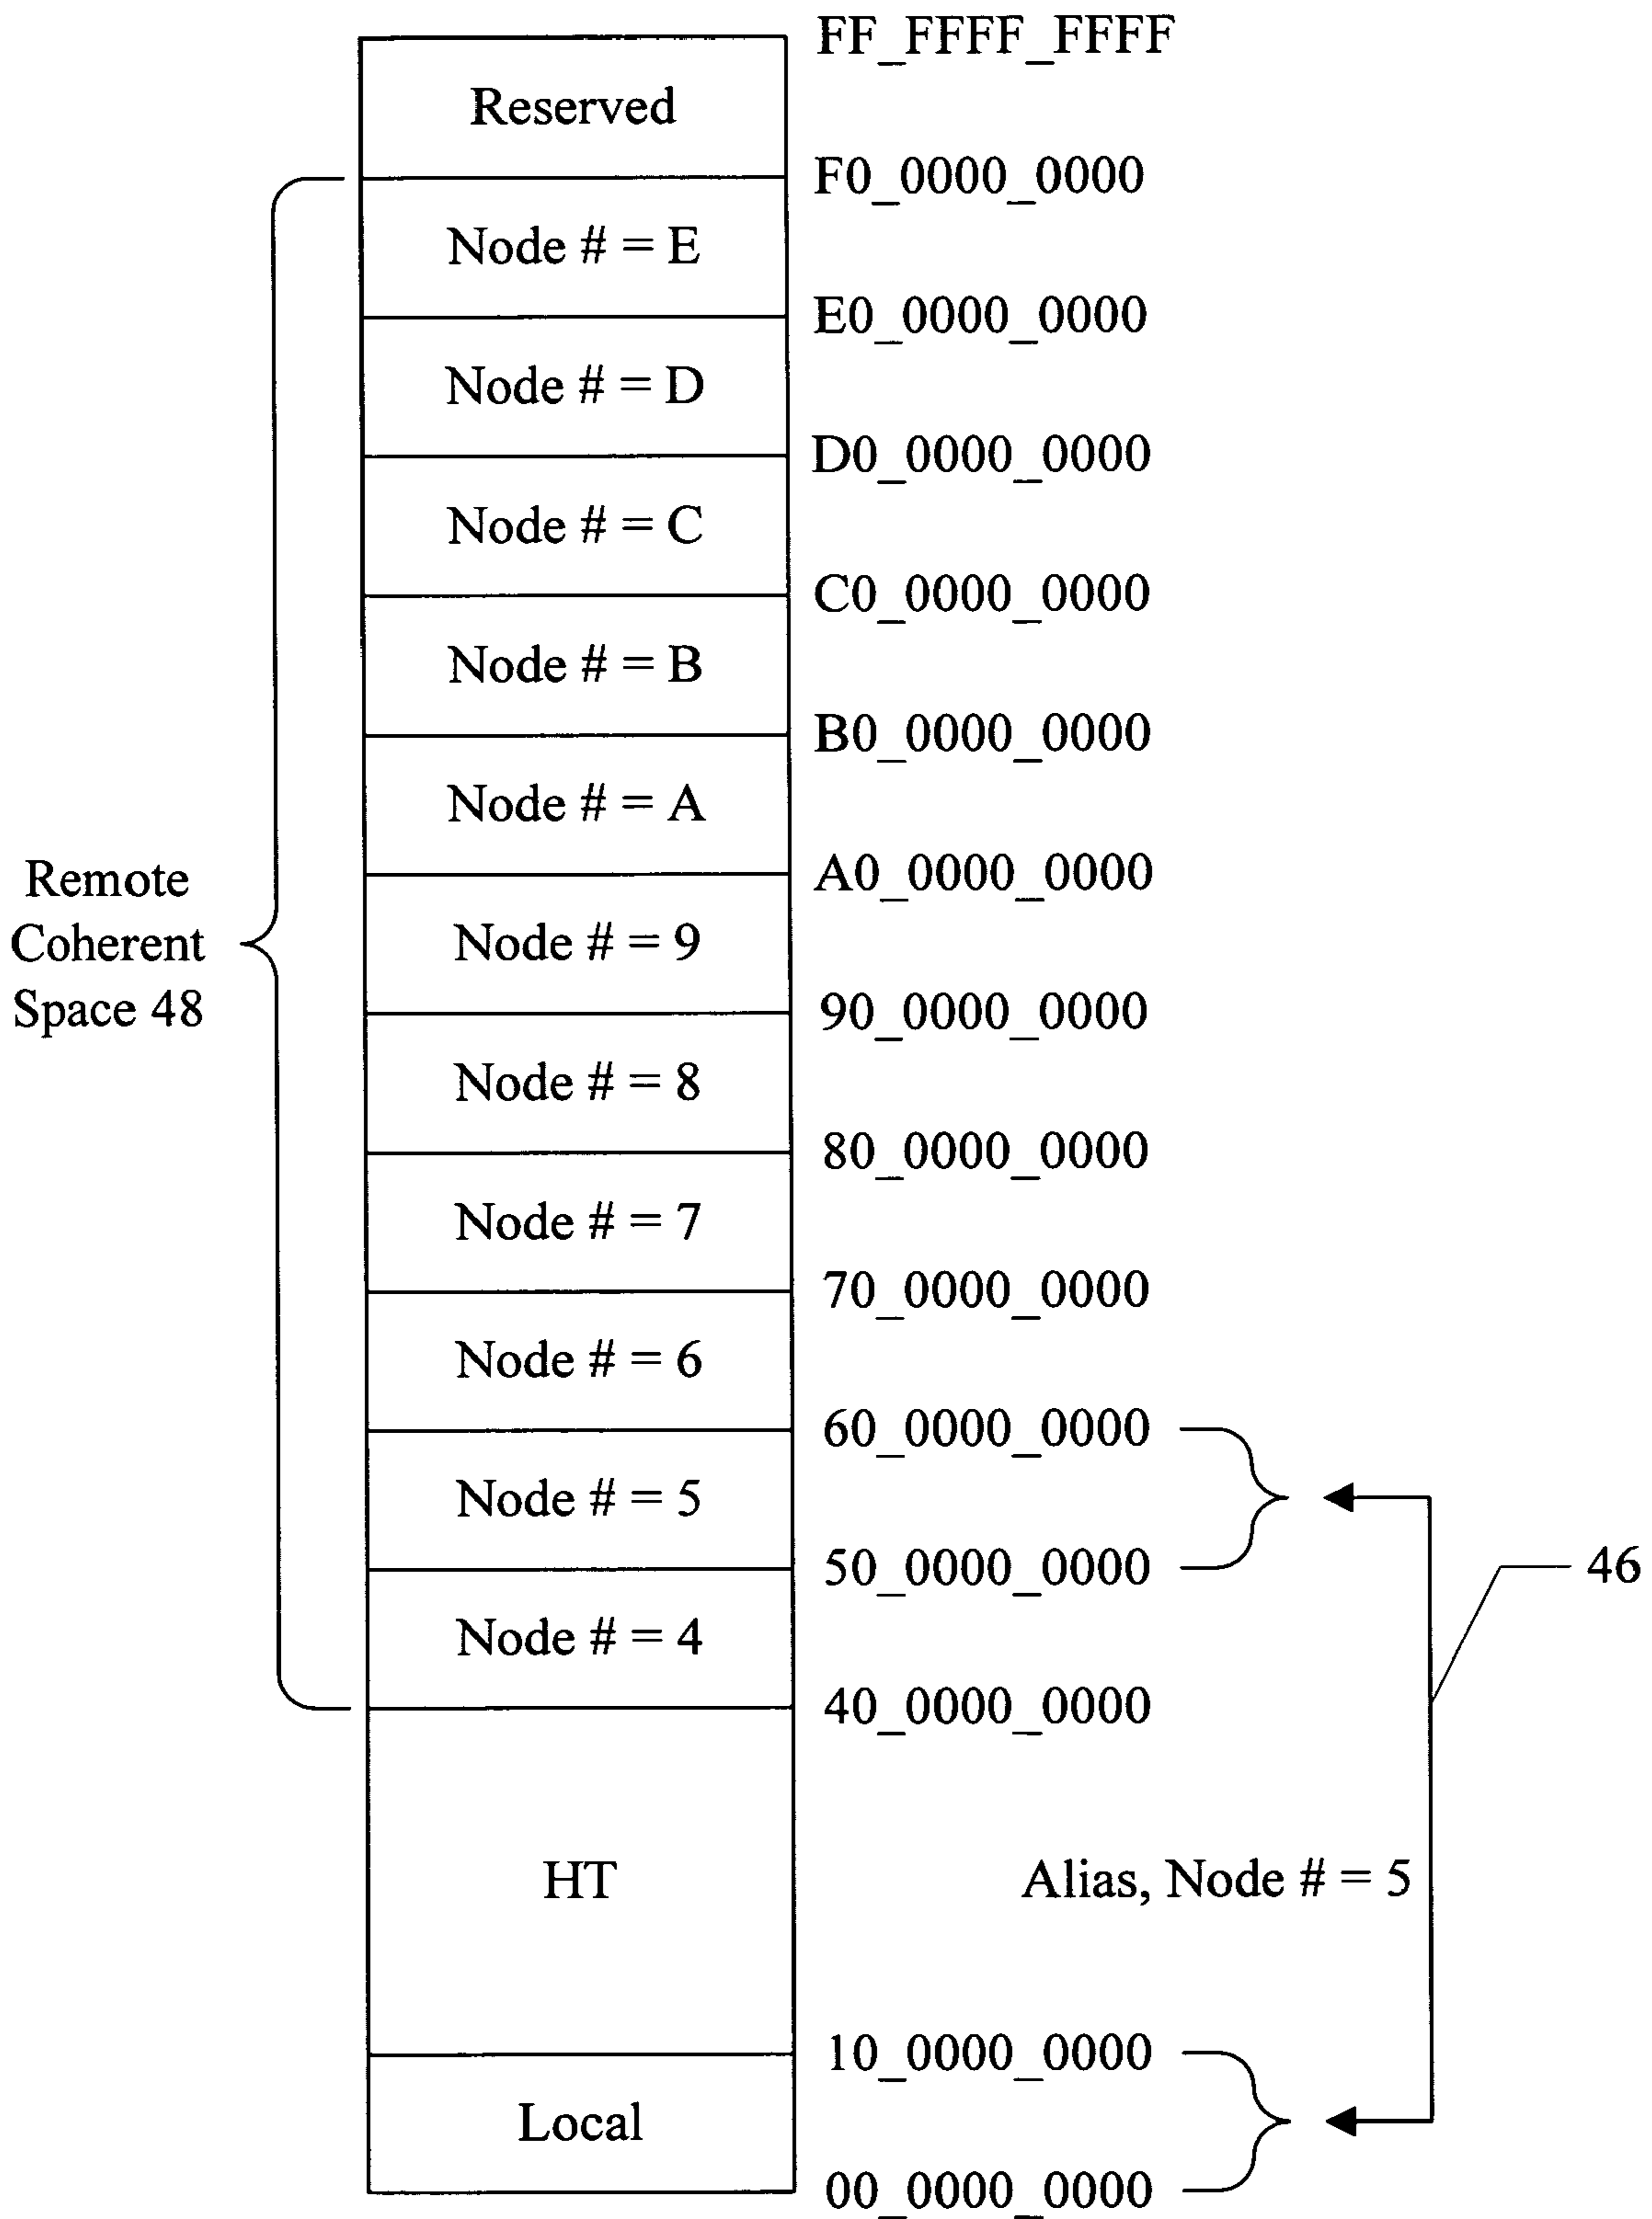 FF_FFFF_FFFF
Reserved
F0_0000_0000
Node # = E
E0_0000_0000
Node # = D
D0_0000_0000
Node # = C
C0_0000_0000
Node # = B
B0_0000_0000
Node # = A
A0_0000_0000
Remote
Coherent
Space 48
Node # = 9
90_0000_0000
Node # = 8
80_0000_0000
Node # = 7
70_0000_0000
Node # = 6
60_0000_0000
Node # = 5
50_0000_0000
46
Node # = 4
40_0000_0000
HT
Alias, Node # = 5
10_0000_0000
Local
00_0000_0000